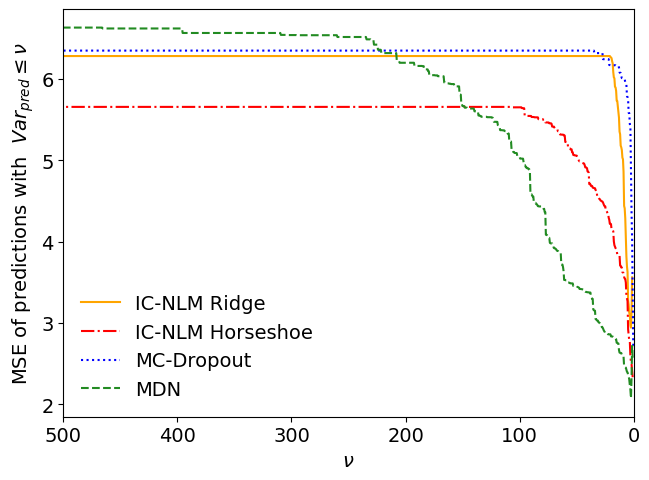 MSE of predictions with Var_pred ≤ ν
6
5
4
3
2
IC-NLM Ridge
IC-NLM Horseshoe
MC-Dropout
MDN
500 400 300 200 100 0
ν